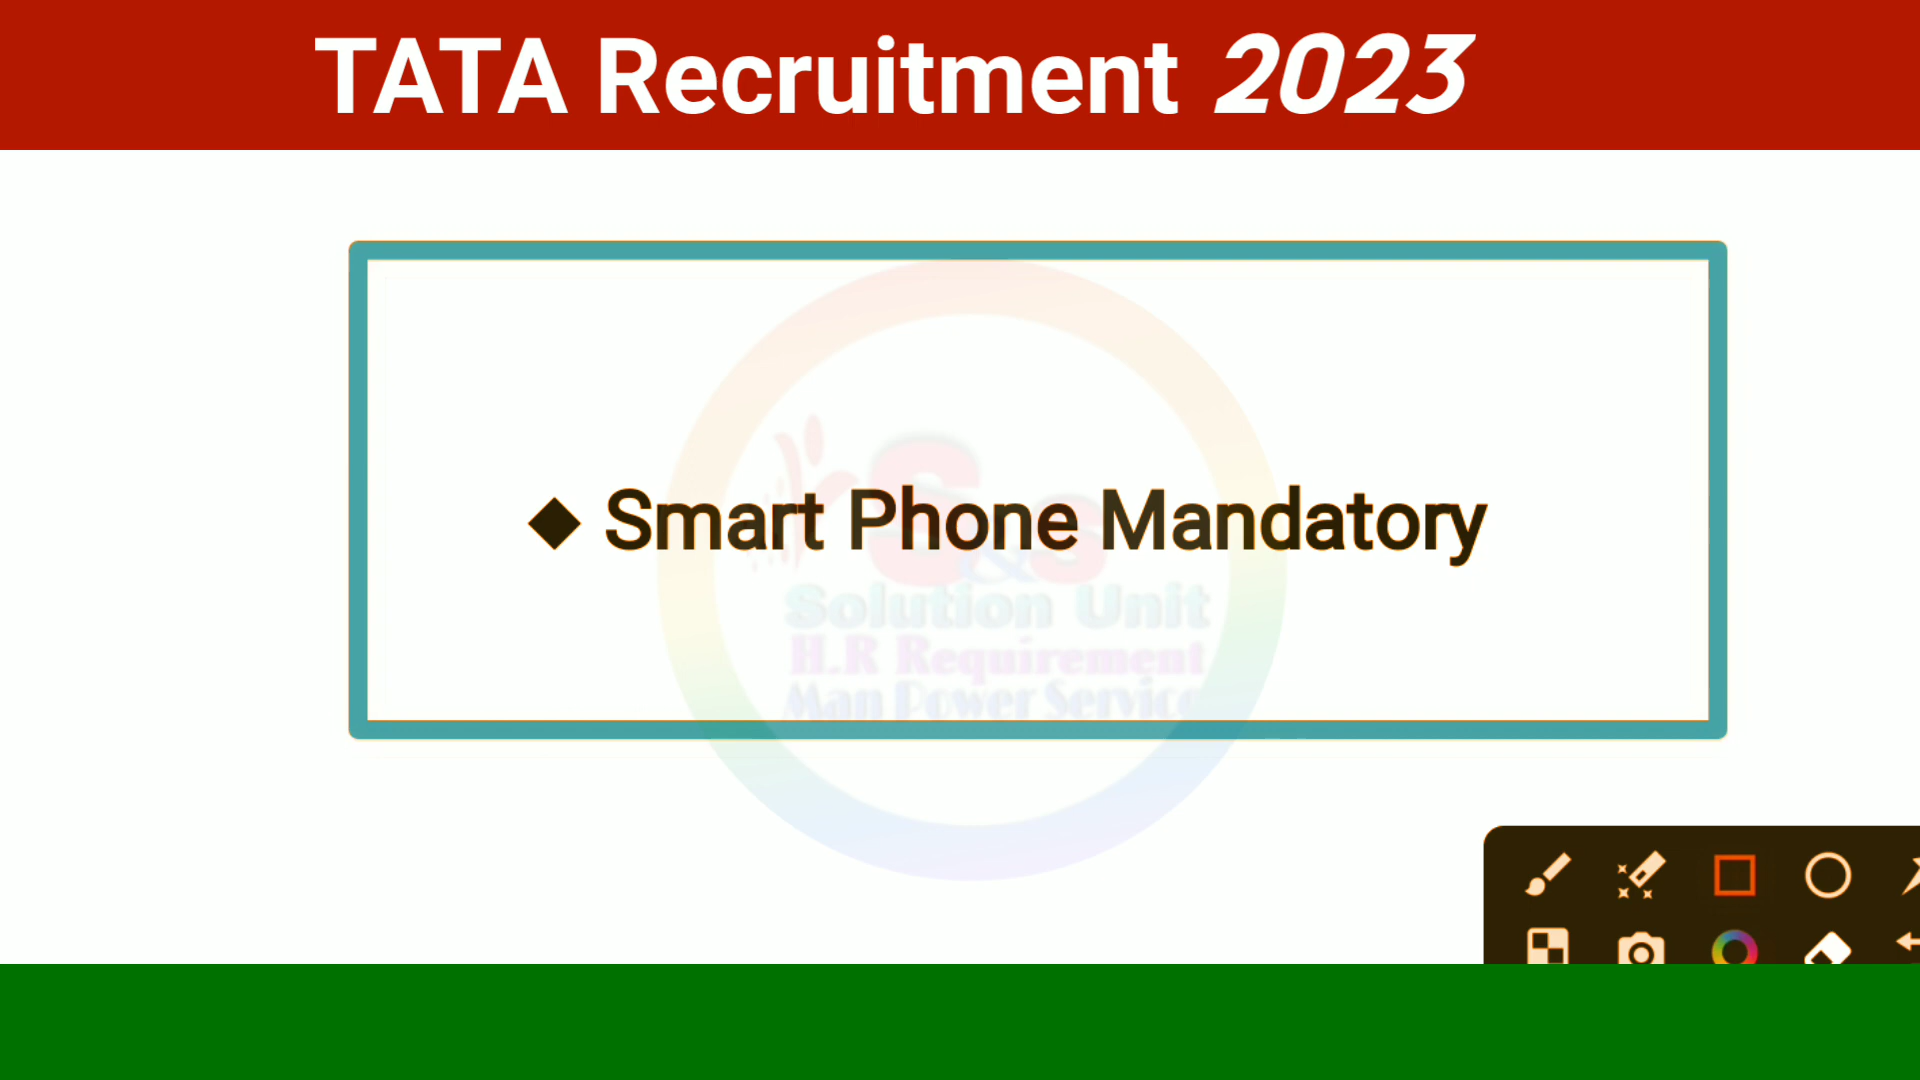 TATA Recruitment 2023
◆ Smart Phone Mandatory
S&S
Solution Unit
H.R Requirement
Man Power Service